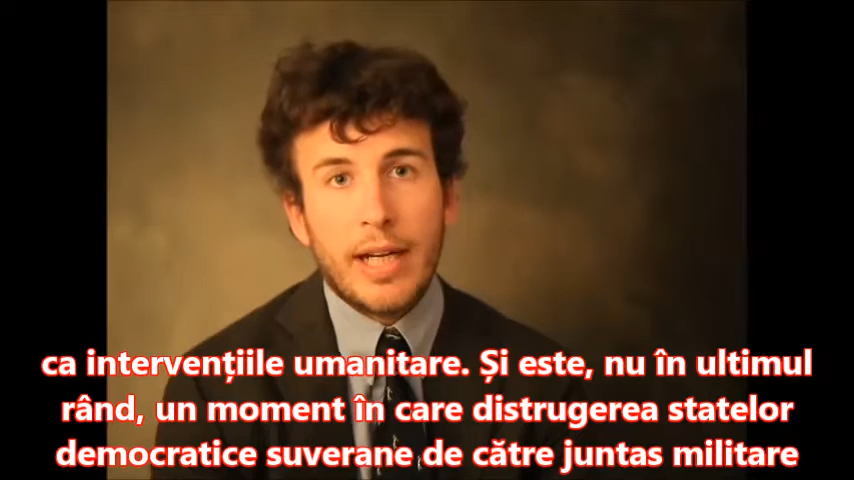 ca intervențiile umanitare. Și este, nu în ultimul
rând, un moment în care distrugerea statelor
democratice suverane de către juntas militare